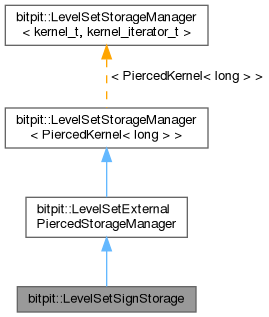 bitpit::LevelSetStorageManager
< kernel_t, kernel_iterator_t >
< PiercedKernel< long > >
bitpit::LevelSetStorageManager
< PiercedKernel< long > >
bitpit::LevelSetExternal
PiercedStorageManager
bitpit::LevelSetSignStorage